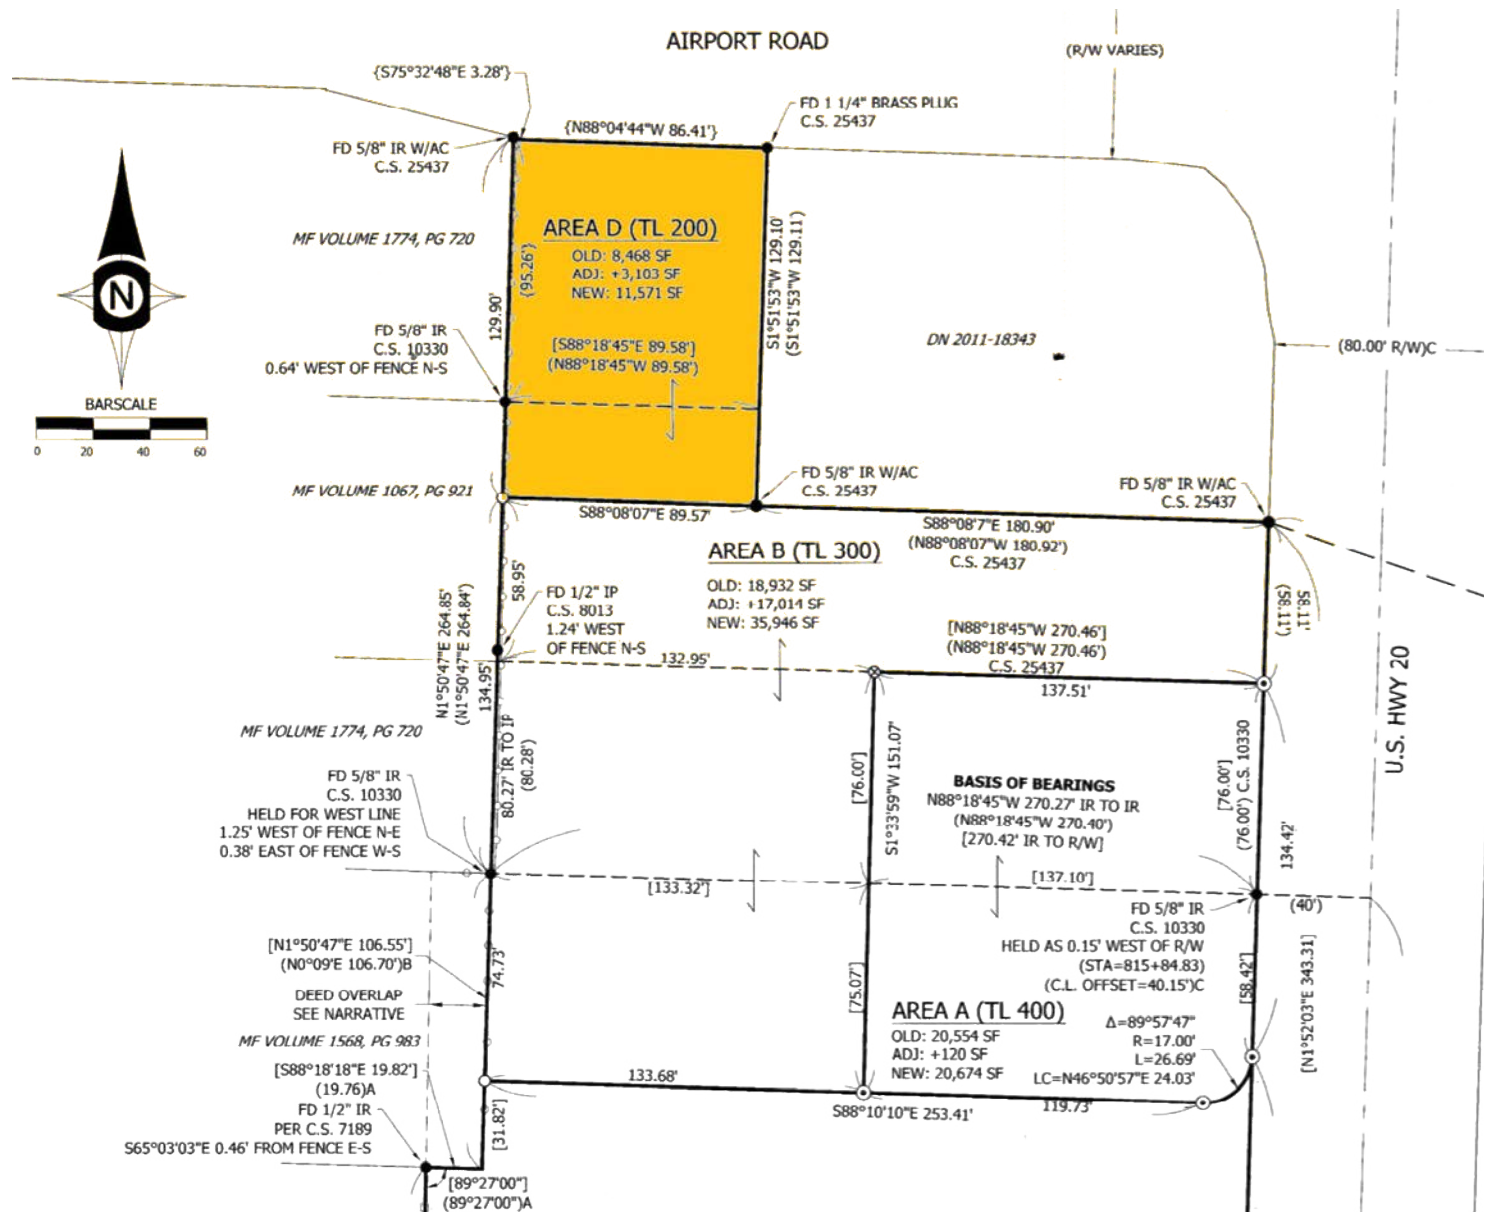 AIRPORT ROAD
(R/W VARIES)
{S75°32'48"E 3.28'}
FD 1 1/4" BRASS PLUG
C.S. 25437
{N88°04'44"W 86.41'}
FD 5/8" IR W/AC
C.S. 25437
MF VOLUME 1774, PG 720
AREA D (TL 200)
OLD: 8,468 SF
ADJ: +3,103 SF
NEW: 11,571 SF
{95.26'}
129.90'
S1°51'53"W 129.10'
(S1°51'53"W 129.11)
N
FD 5/8" IR
C.S. 10330
0.64' WEST OF FENCE N-S
[S88°18'45"E 89.58']
(N88°18'45"W 89.58')
DN 2011-18343
(80.00' R/W)C
BARSCALE
0 20 40 60
MF VOLUME 1067, PG 921
FD 5/8" IR W/AC
C.S. 25437
FD 5/8" IR W/AC
C.S. 25437
S88°08'07"E 89.57'
S88°08'7"E 180.90'
(N88°08'07"W 180.92')
C.S. 25437
AREA B (TL 300)
OLD: 18,932 SF
ADJ: +17,014 SF
NEW: 35,946 SF
58.95'
FD 1/2" IP
C.S. 8013
1.24' WEST
OF FENCE N-S
N1°50'47"E 264.85'
(N1°50'47"E 264.84')
134.95'
58.11'
(58.11')
[N88°18'45"W 270.46']
(N88°18'45"W 270.46')
C.S. 25437
132.95'
137.51'
U.S. HWY 20
MF VOLUME 1774, PG 720
80.27' IR TO IP
(80.28')
FD 5/8" IR
C.S. 10330
HELD FOR WEST LINE
1.25' WEST OF FENCE N-E
0.38' EAST OF FENCE W-S
[76.00']
S1°33'59"W 151.07'
BASIS OF BEARINGS
N88°18'45"W 270.27' IR TO IR
(N88°18'45"W 270.40')
[270.42' IR TO R/W]
[76.00']
(76.00') C.S. 10330
134.42'
[133.32']
[137.10']
(40')
FD 5/8" IR
C.S. 10330
HELD AS 0.15' WEST OF R/W
(STA=815+84.83)
(C.L. OFFSET=40.15')C
[N1°50'47"E 106.55']
(N0°09'E 106.70')B
74.73'
DEED OVERLAP
SEE NARRATIVE
[75.07']
[58.42']
[N1°52'03"E 343.31]
AREA A (TL 400)
OLD: 20,554 SF
ADJ: +120 SF
NEW: 20,674 SF
Δ=89°57'47"
R=17.00'
L=26.69'
LC=N46°50'57"E 24.03'
MF VOLUME 1568, PG 983
[S88°18'18"E 19.82']
(19.76)A
FD 1/2" IR
PER C.S. 7189
S65°03'03"E 0.46' FROM FENCE E-S
133.68'
S88°10'10"E 253.41'
119.73'
[31.82']
[89°27'00"]
(89°27'00")A